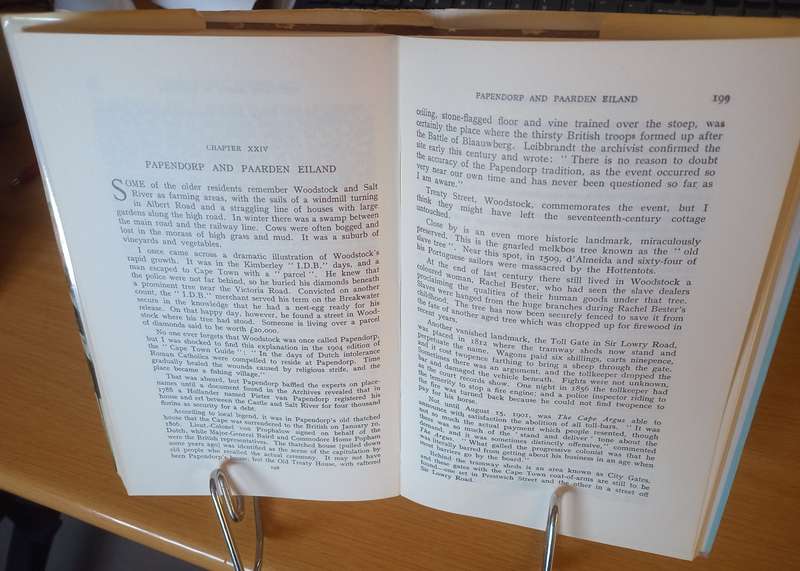 CHAPTER XXIV
PAPENDORP AND PAARDEN EILAND
SOME of the older residents remember Woodstock and Salt
River as farming areas, with the sails of a windmill turning
in Albert Road and a straggling line of houses with large
gardens along the high road. In winter there was a swamp between
the main road and the railway line. Cows were often bogged and
lost in the morass of high grass and mud. It was a suburb of
vineyards and vegetables.
I once came across a dramatic illustration of Woodstock's
rapid growth. It was in the Kimberley "I.D.B." days, and a
man escaped to Cape Town with a "parcel". He knew that
the police were not far behind, so he buried his diamonds beneath
a prominent tree near the Victoria Road. Convicted on another
count, the "I.D.B." merchant served his term on the Breakwater
secure in the knowledge that he had a nest-egg ready for his
release. On that happy day, however, he found a street in Wood-
stock where his tree had stood. Someone is living over a parcel
of diamonds said to be worth £20,000.
No one ever forgets that Woodstock was once called Papendorp,
but I was shocked to find this explanation in the 1904 edition of
the "Cape Town Guide": "In the days of Dutch intolerance
Roman Catholics were compelled to reside at Papendorp. Time
gradually healed the wounds caused by religious strife, and the
place became a fishing village."
That was absurd, but Papendorp baffled the experts on place-
names until a document found in the Archives revealed that in
1788 a Hollander named Pieter van Papendorp registered his
house and erf between the Castle and Salt River for four thousand
florins as security for a debt.
According to local legend, it was in Papendorp's old thatched
house that the Cape was surrendered to the British on January 10,
1806. Lieut.-Colonel von Prophalow signed on behalf of the
Dutch, while Major-General Baird and Commodore Home Popham
were the British representatives. The thatched house (pulled down
some years ago) was identified as the scene of the capitulation by
old people who recalled the actual ceremony. It may not have
been Papendorp's house, but the Old Treaty House, with raftered
198
PAPENDORP AND PAARDEN EILAND 199
ceiling, stone-flagged floor and vine trained over the stoep, was
certainly the place where the thirsty British troops formed up after
the Battle of Blaauwberg. Leibbrandt the archivist confirmed the
site early this century and wrote: "There is no reason to doubt
the accuracy of the Papendorp tradition, as the event occurred so
very near our own time and has never been questioned so far as
I am aware."
Treaty Street, Woodstock, commemorates the event, but I
think they might have left the seventeenth-century cottage
untouched.
Close by is an even more historic landmark, miraculously
preserved. This is the gnarled melkbos tree known as the "old
slave tree". Near this spot, in 1509, d'Almeida and sixty-four of
his Portuguese sailors were massacred by the Hottentots.
At the end of last century there still lived in Woodstock a
coloured woman, Rachel Bester, who had seen the slave dealers
proclaiming the qualities of their human goods under that tree.
Slaves were hanged from the huge branches during Rachel Bester's
childhood. The tree has now been securely fenced to save it from
the fate of another aged tree which was chopped up for firewood in
recent years.
Another vanished landmark, the Toll Gate in Sir Lowry Road,
was placed in 1812 where the tramway sheds now stand and
perpetuate the name. Wagons paid six shillings, carts ninepence,
and it cost twopence farthing to bring a sheep through the gate.
Sometimes there was an argument, and the tollkeeper dropped the
bar and damaged a vehicle beneath. Fights were not unknown,
as the court records show. One night in 1856 the tollkeeper had
the temerity to stop a fire engine; and a police inspector riding to
the fire was turned back because he could not find twopence to
pay for his horse.
Not until August 15, 1901, was The Cape Argus able to
announce with satisfaction the abolition of all toll-bars. "It was
not so much the actual payment which people resented, though
there was so much of the 'stand and deliver' tone about the
demand, and it was something distinctly offensive," commented
The Argus. "What galled the progressive colonist was that he
was literally barred from getting about his business in an age when
few barriers go by the board."
Behind the tramway sheds is an area known as City Gates,
and these gates with the Cape Town coat-of-arms are still to be
found—one set in Prestwich Street and the other in a street off
Sir Lowry Road.